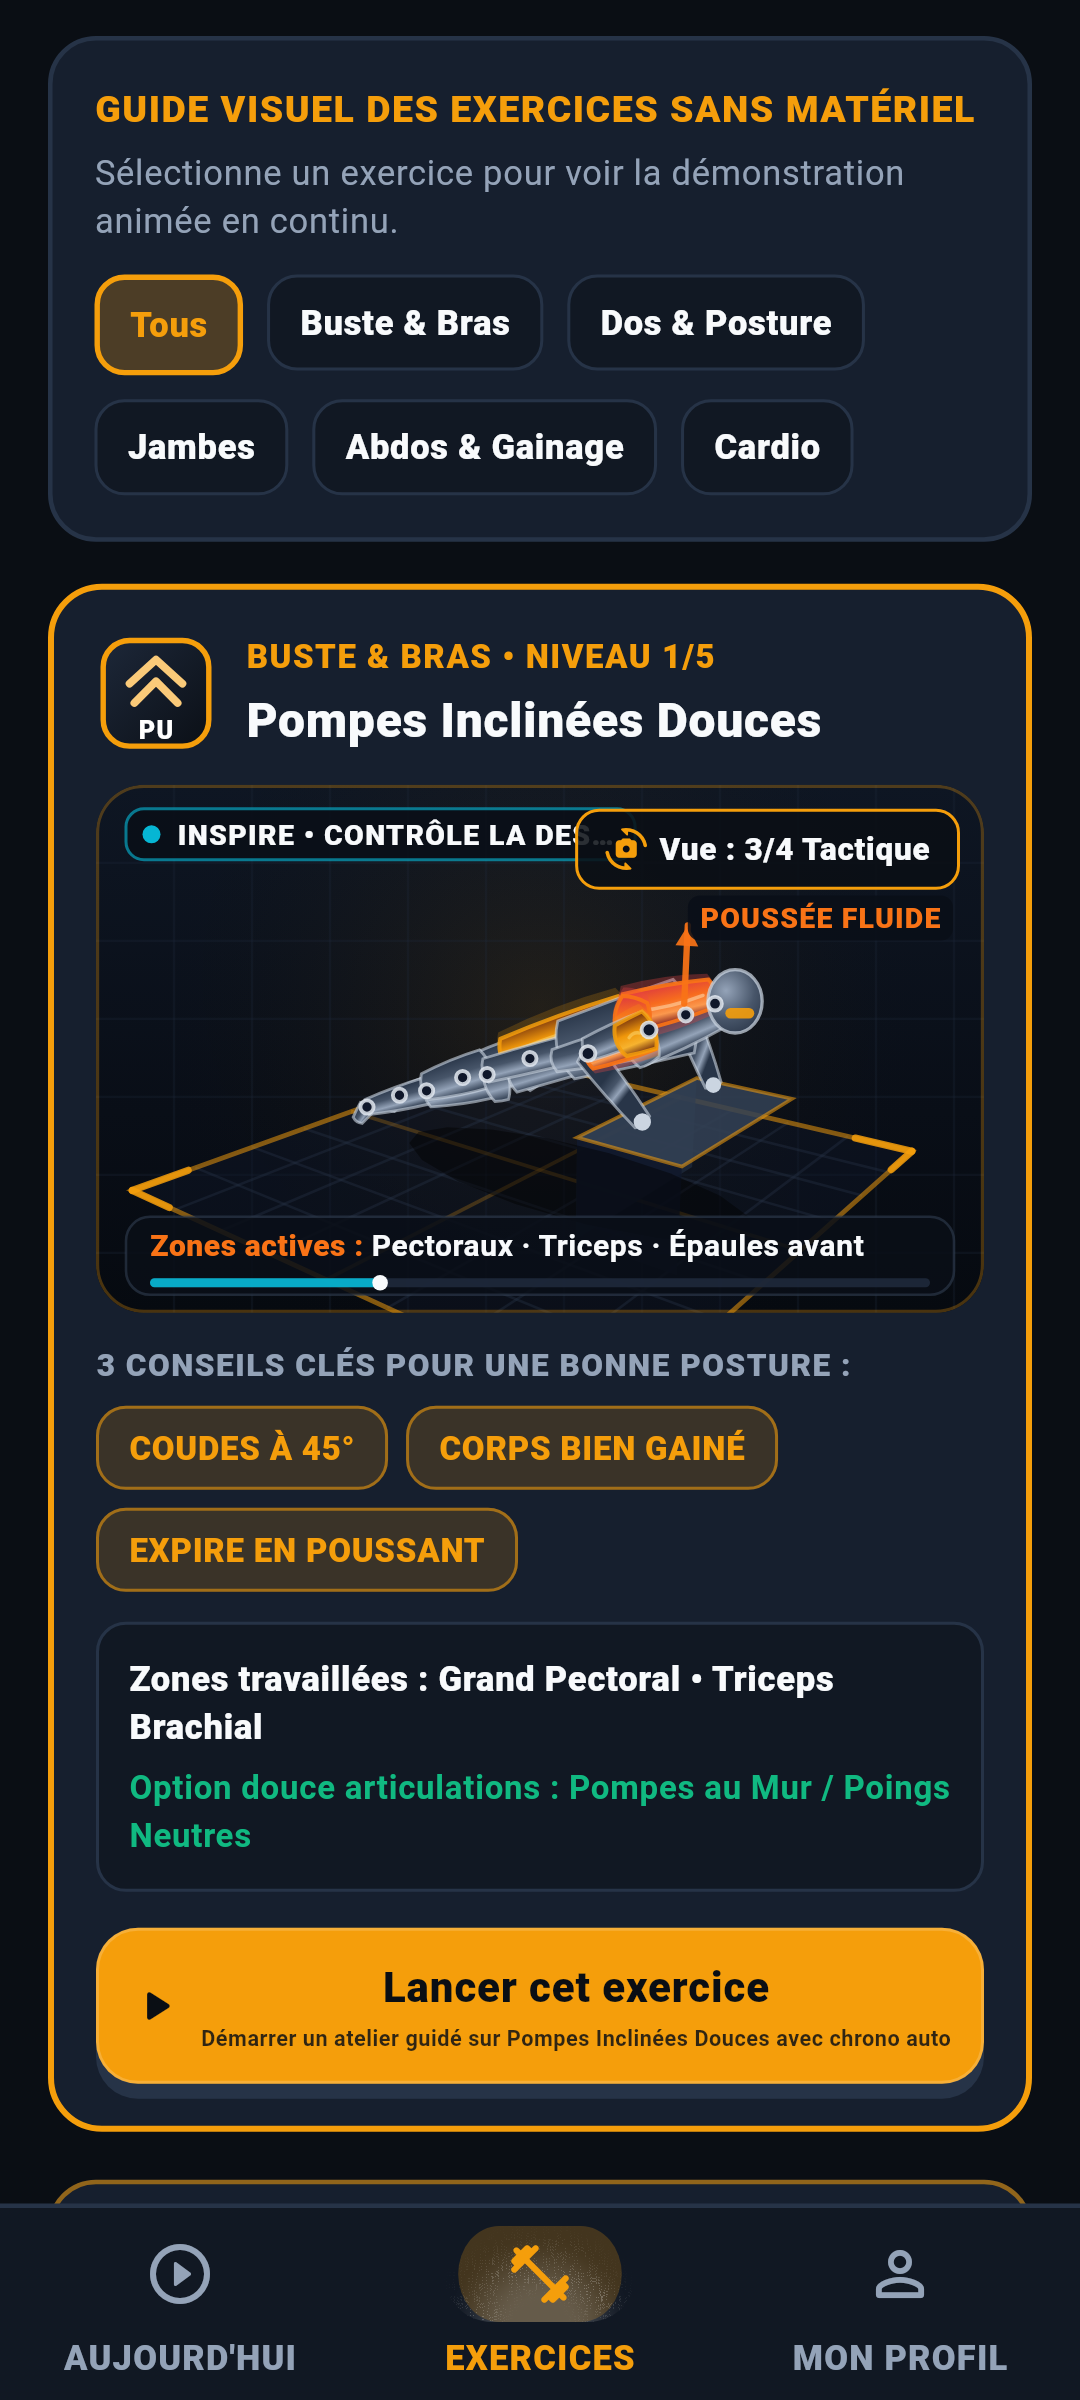 GUIDE VISUEL DES EXERCICES SANS MATÉRIEL
Sélectionne un exercice pour voir la démonstration
animée en continu.
Tous
Buste & Bras
Dos & Posture
Jambes
Abdos & Gainage
Cardio
PU
BUSTE & BRAS • NIVEAU 1/5
Pompes Inclinées Douces
INSPIRE • CONTRÔLE LA DES…
Vue : 3/4 Tactique
POUSSÉE FLUIDE
Zones actives : Pectoraux · Triceps · Épaules avant
3 CONSEILS CLÉS POUR UNE BONNE POSTURE :
COUDES À 45°
CORPS BIEN GAINÉ
EXPIRE EN POUSSANT
Zones travaillées : Grand Pectoral • Triceps
Brachial
Option douce articulations : Pompes au Mur / Poings
Neutres
Lancer cet exercice
Démarrer un atelier guidé sur Pompes Inclinées Douces avec chrono auto
AUJOURD'HUI
EXERCICES
MON PROFIL